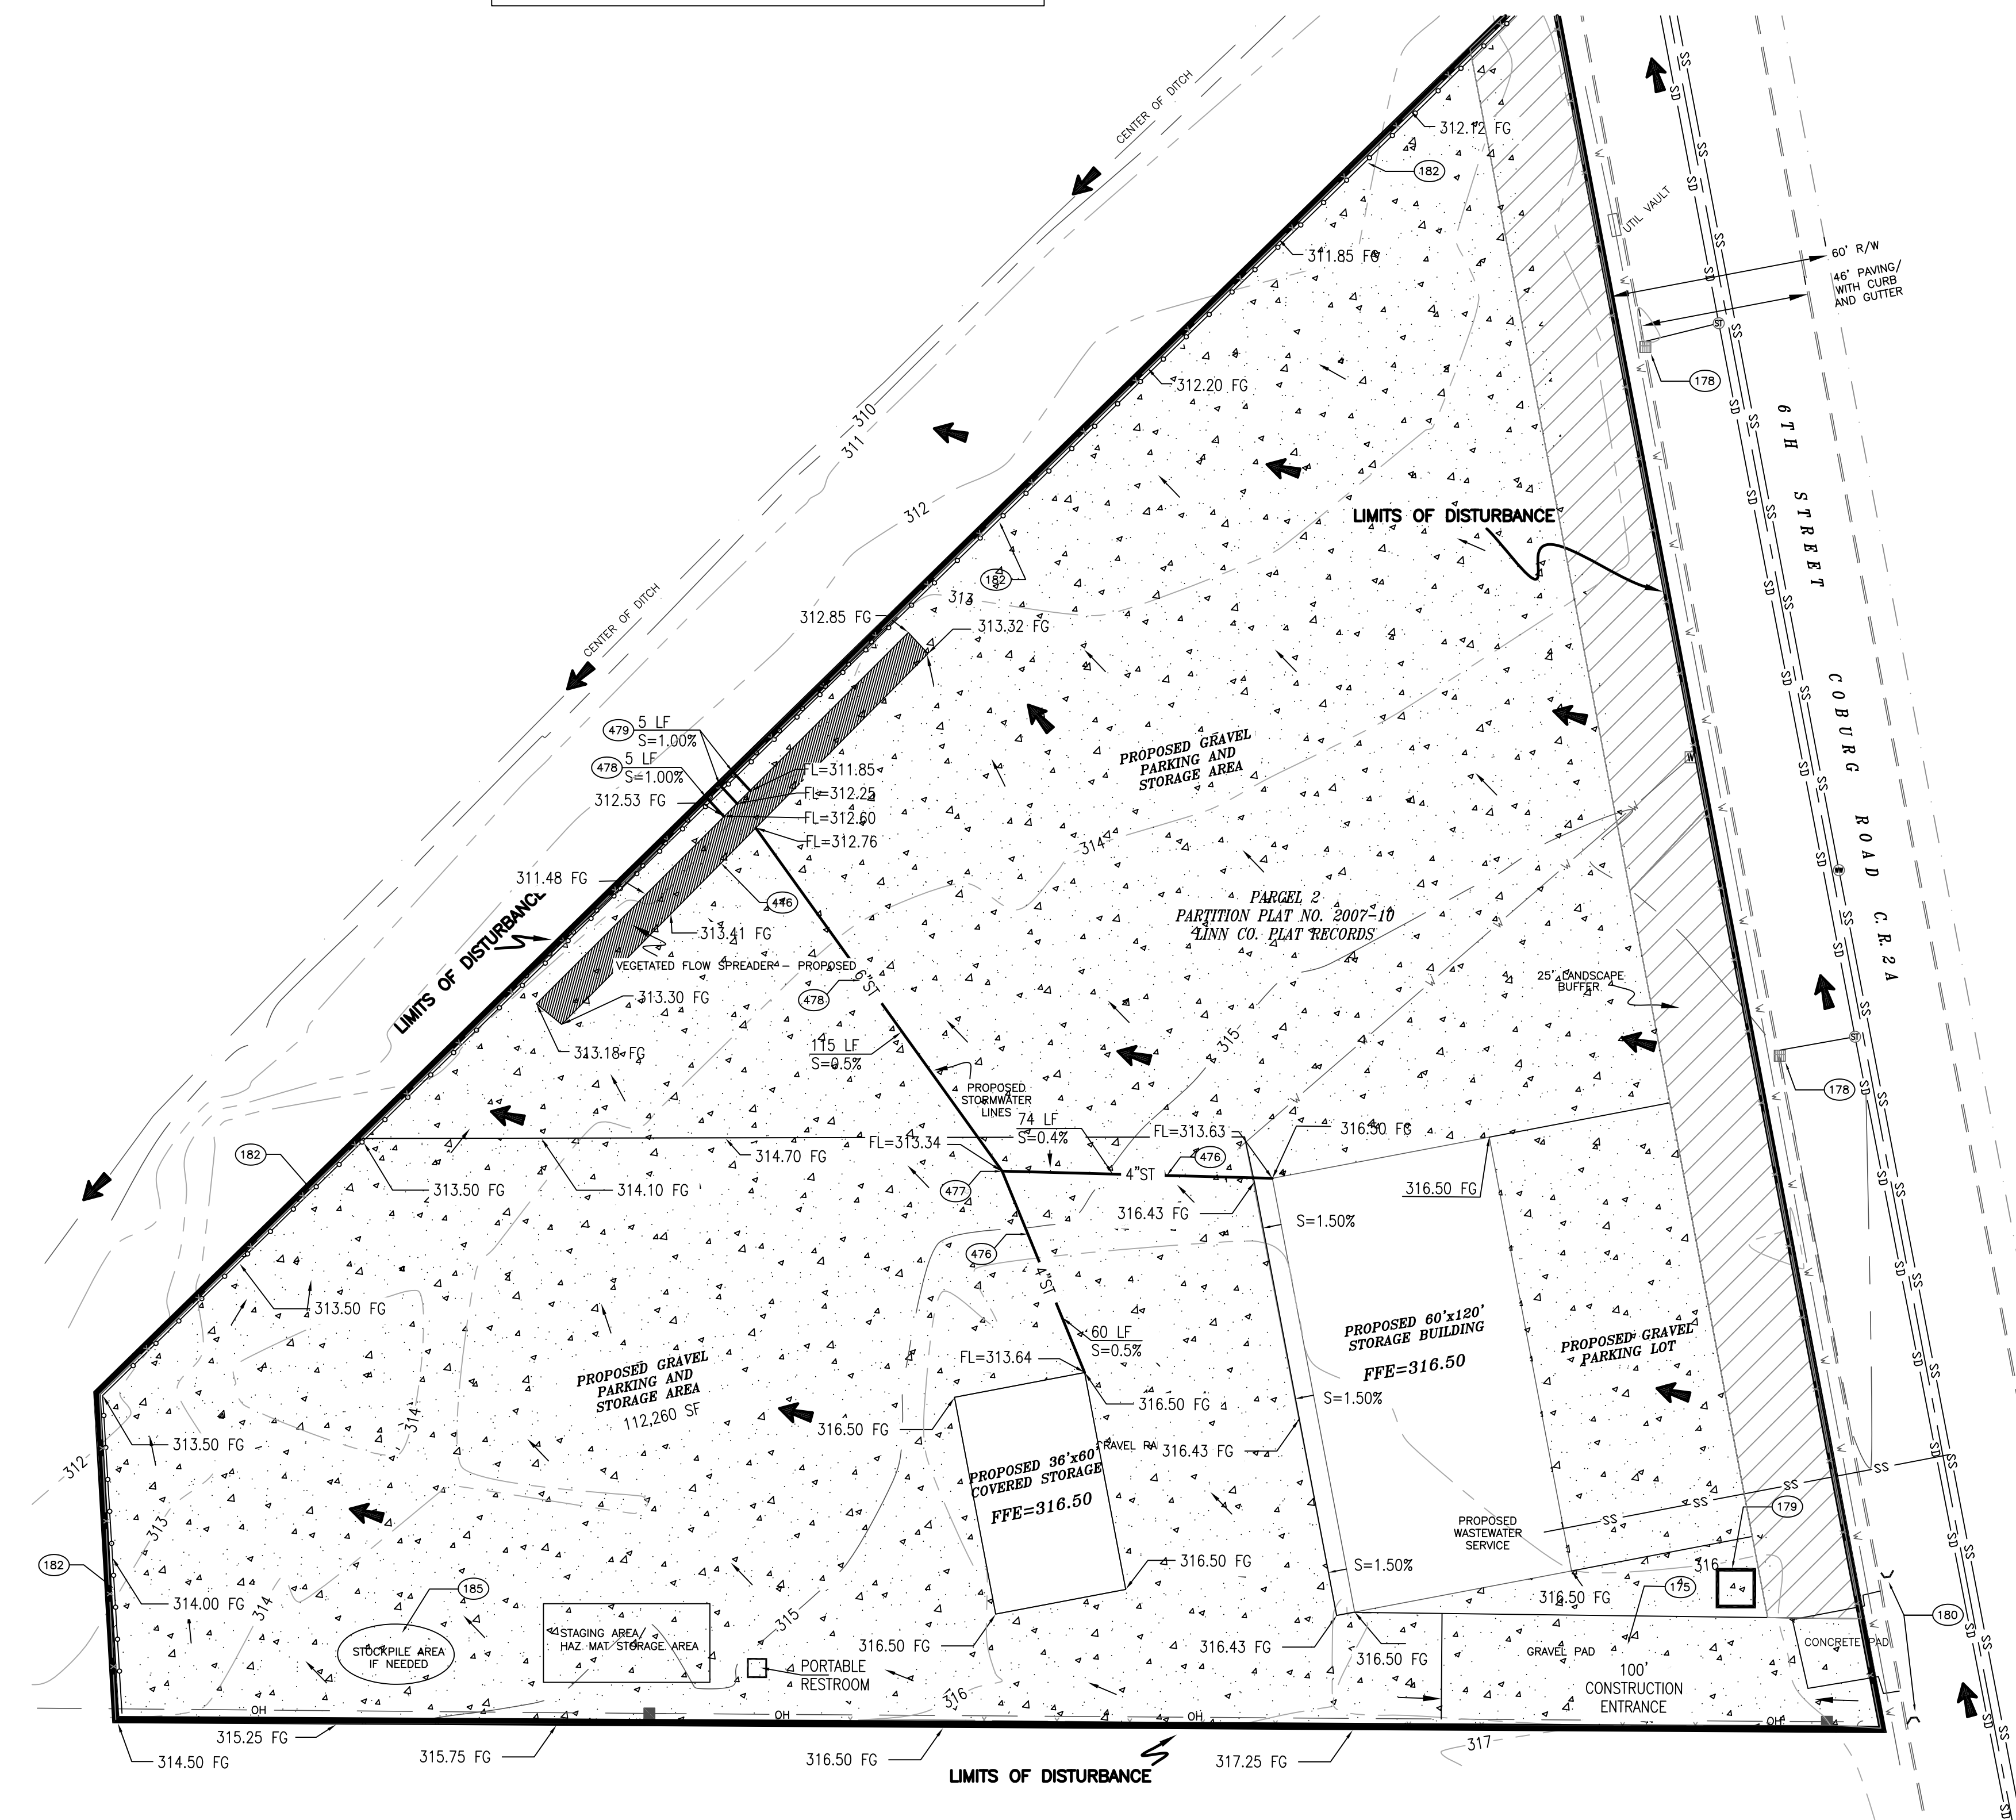 CENTER OF DITCH
312.12 FG
182
311.85 FG
UTIL VAULT
60' R/W
46' PAVING/
WITH CURB
AND GUTTER
178
312.20 FG
310
311
312
LIMITS OF DISTURBANCE
6TH STREET
COBURG ROAD C.R. 2 A
182
313
CENTER OF DITCH
312.85 FG
313.32 FG
479
5 LF
S=1.00%
478
5 LF
S=1.00%
312.53 FG
FL=311.85
FL=312.25
FL=312.60
FL=312.76
PROPOSED GRAVEL
PARKING AND
STORAGE AREA
314
311.48 FG
446
313.41 FG
PARCEL 2
PARTITION PLAT NO. 2007-10
LINN CO. PLAT RECORDS
LIMITS OF DISTURBANCE
VEGETATED FLOW SPREADER - PROPOSED
6"ST
478
313.30 FG
313.18 FG
25' LANDSCAPE
BUFFER
115 LF
S=0.5%
315
PROPOSED
STORMWATER
LINES
178
74 LF
S=0.4%
FL=313.34
FL=313.63
316.50 FG
182
314.70 FG
476
313.50 FG
314.10 FG
477
4"ST
316.43 FG
316.50 FG
S=1.50%
476
4"ST
313.50 FG
60 LF
S=0.5%
FL=313.64
PROPOSED 60'x120'
STORAGE BUILDING
FFE=316.50
PROPOSED GRAVEL
PARKING LOT
PROPOSED GRAVEL
PARKING AND
STORAGE AREA
112,260 SF
314
316.50 FG
316.50 FG
S=1.50%
313.50 FG
312
316.43 FG
PROPOSED 36'x60'
COVERED STORAGE
FFE=316.50
313
PROPOSED
WASTEWATER
SERVICE
SS
SS
SS
179
182
314.00 FG
314
185
316.50 FG
S=1.50%
316
316.50 FG
175
180
STOCKPILE AREA
IF NEEDED
STAGING AREA/
HAZ MAT STORAGE AREA
315
316.50 FG
316.43 FG
316.50 FG
GRAVEL PAD
CONCRETE PAD
PORTABLE
RESTROOM
100'
CONSTRUCTION
ENTRANCE
316
OH
OH
OH
OH
314.50 FG
315.25 FG
315.75 FG
316.50 FG
317.25 FG
317
LIMITS OF DISTURBANCE